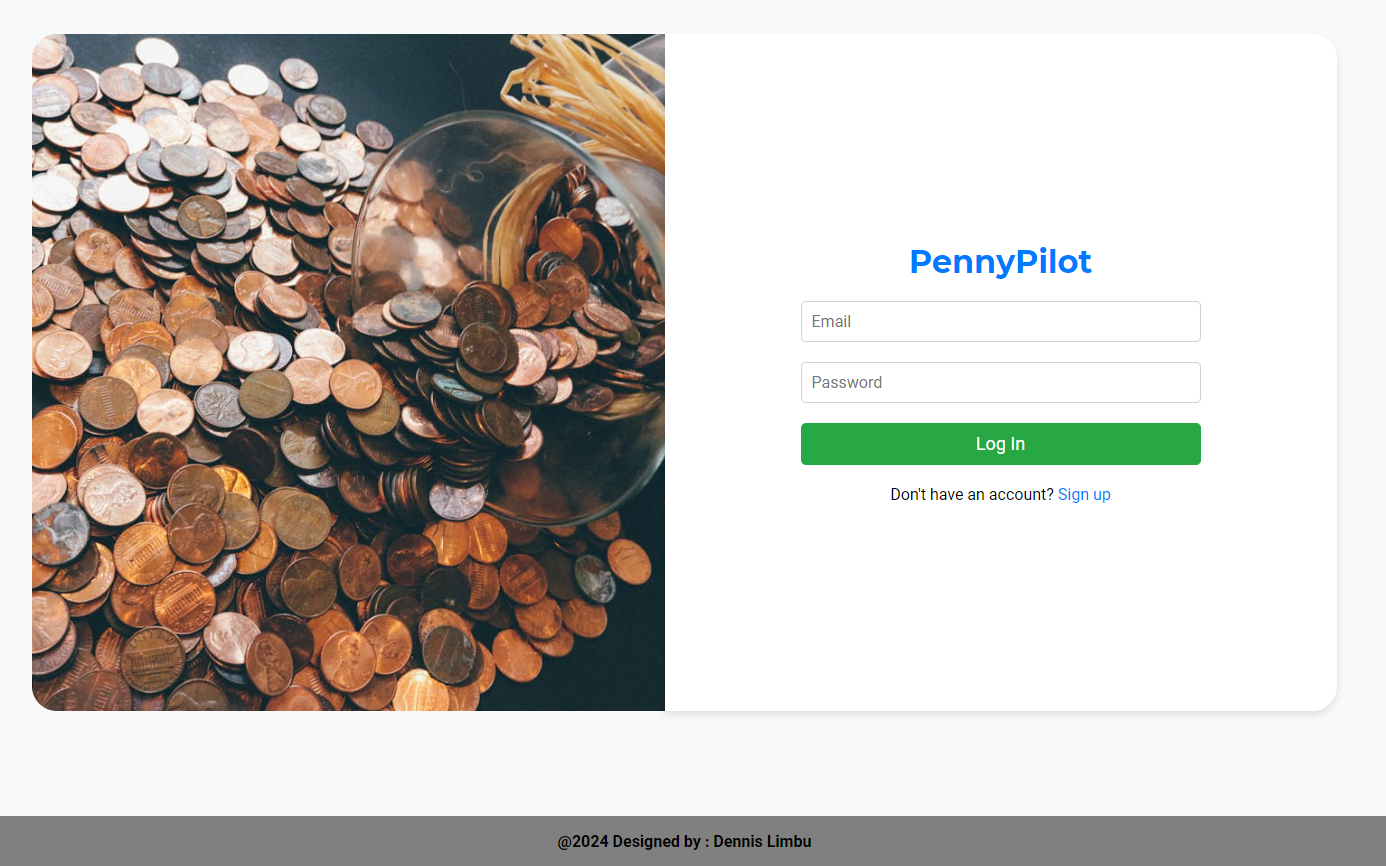 PennyPilot
Email
Password
Log In
Don't have an account? Sign up
@2024 Designed by : Dennis Limbu